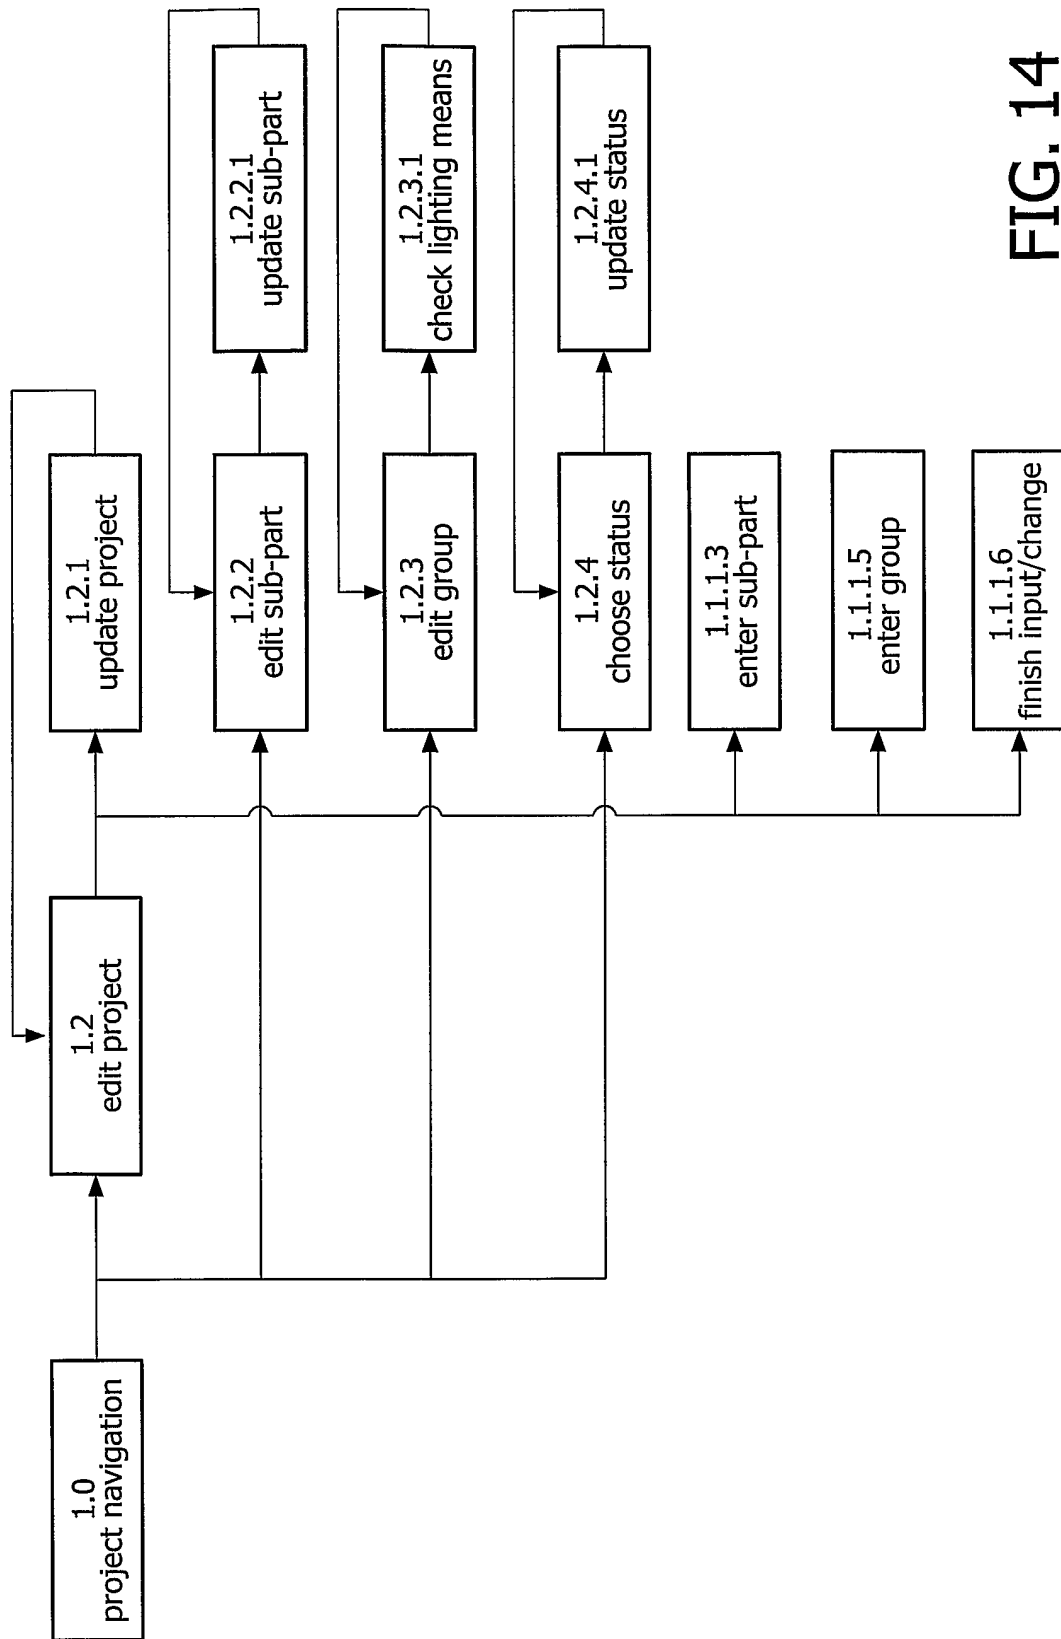 1.0
project navigation
1.2
edit project
1.2.1
update project
1.2.2
edit sub-part
1.2.2.1
update sub-part
1.2.3
edit group
1.2.3.1
check lighting means
1.2.4
choose status
1.2.4.1
update status
1.1.1.3
enter sub-part
1.1.1.5
enter group
1.1.1.6
finish input/change
FIG. 14